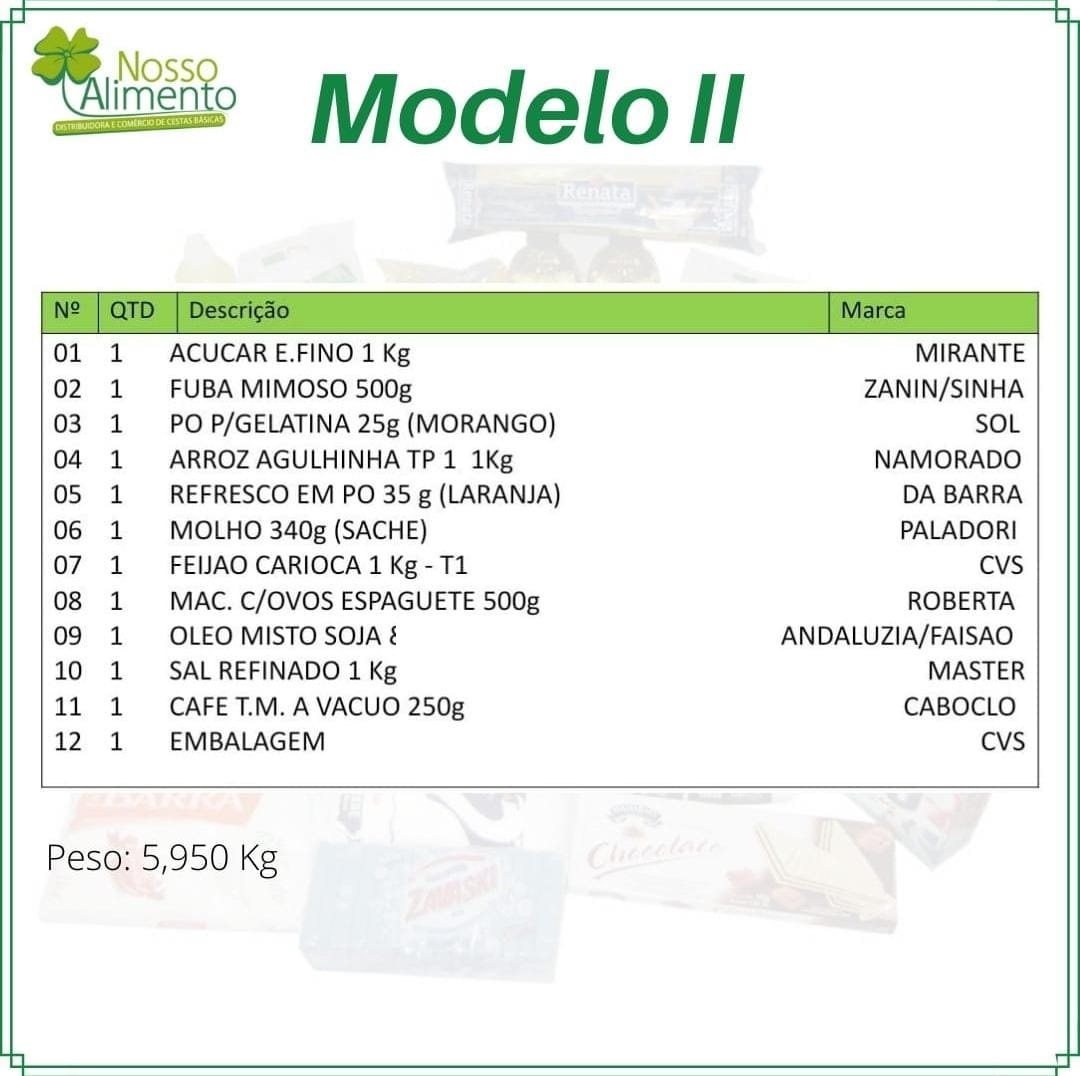 Nosso
Alimento
DISTRIBUIDORA E COMÉRCIO DE CESTAS BÁSICAS
Modelo II
Renata
Nº QTD Descrição Marca
01 1 ACUCAR E.FINO 1 Kg MIRANTE
02 1 FUBA MIMOSO 500g ZANIN/SINHA
03 1 PO P/GELATINA 25g (MORANGO) SOL
04 1 ARROZ AGULHINHA TP 1 1Kg NAMORADO
05 1 REFRESCO EM PO 35 g (LARANJA) DA BARRA
06 1 MOLHO 340g (SACHE) PALADORI
07 1 FEIJAO CARIOCA 1 Kg - T1 CVS
08 1 MAC. C/OVOS ESPAGUETE 500g ROBERTA
09 1 OLEO MISTO SOJA ANDALUZIA/FAISAO
10 1 SAL REFINADO 1 Kg MASTER
11 1 CAFE T.M. A VACUO 250g CABOCLO
12 1 EMBALAGEM CVS
BARRA
Peso: 5,950 Kg
Chocolate
ZAVASKI